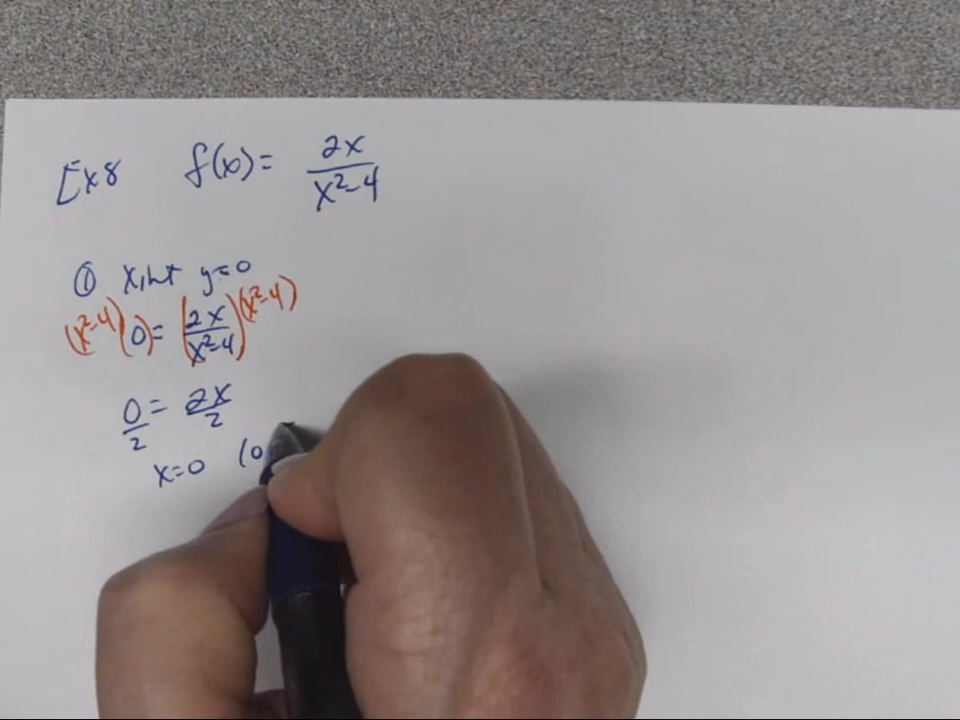 Ex 8 f(x) = 2x/(x²-4)
① x,int y=0
(x²-4)(0) = (2x/(x²-4))(x²-4)
0/2 = 2x/2
x=0 (0